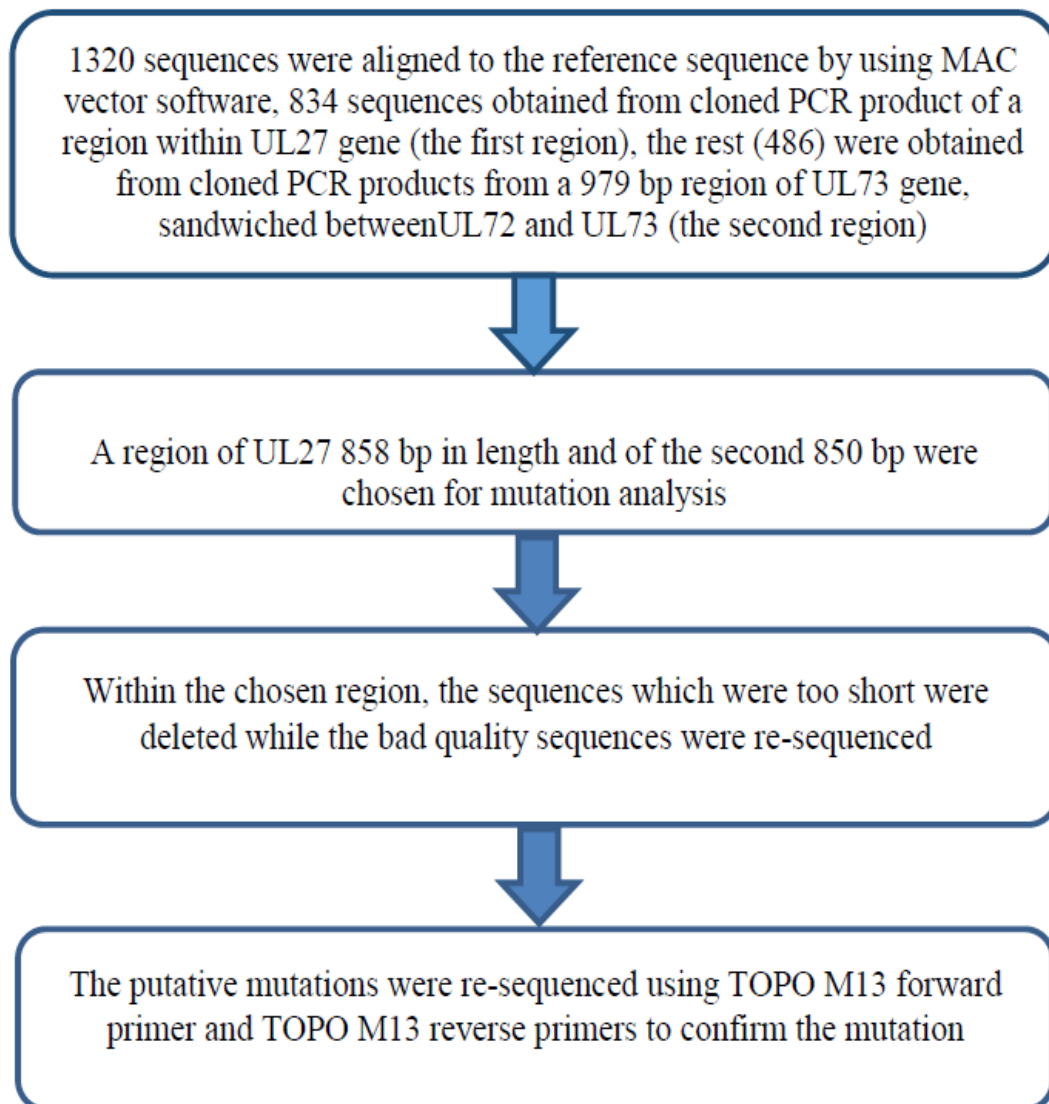 1320 sequences were aligned to the reference sequence by using MAC
vector software, 834 sequences obtained from cloned PCR product of a
region within UL27 gene (the first region), the rest (486) were obtained
from cloned PCR products from a 979 bp region of UL73 gene,
sandwiched betweenUL72 and UL73 (the second region)
A region of UL27 858 bp in length and of the second 850 bp were
chosen for mutation analysis
Within the chosen region, the sequences which were too short were
deleted while the bad quality sequences were re-sequenced
The putative mutations were re-sequenced using TOPO M13 forward
primer and TOPO M13 reverse primers to confirm the mutation